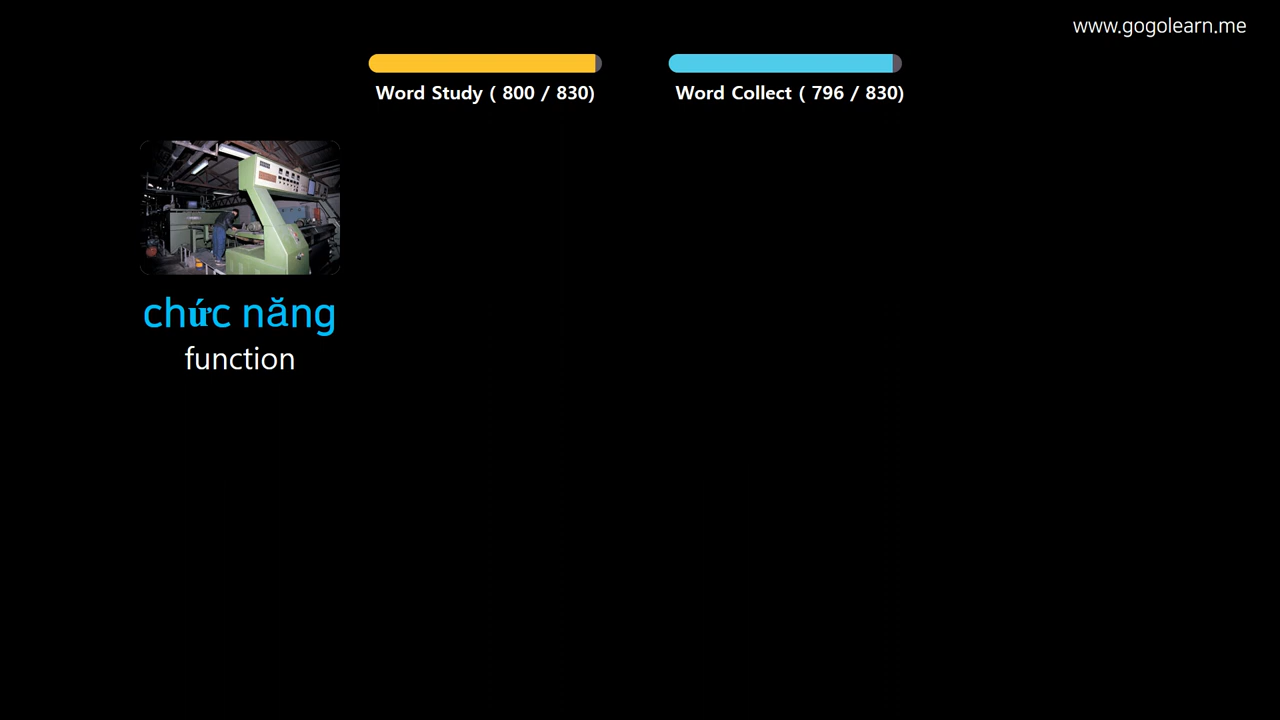 www.gogolearn.me
Word Study ( 800 / 830)
Word Collect ( 796 / 830)
chức năng
function